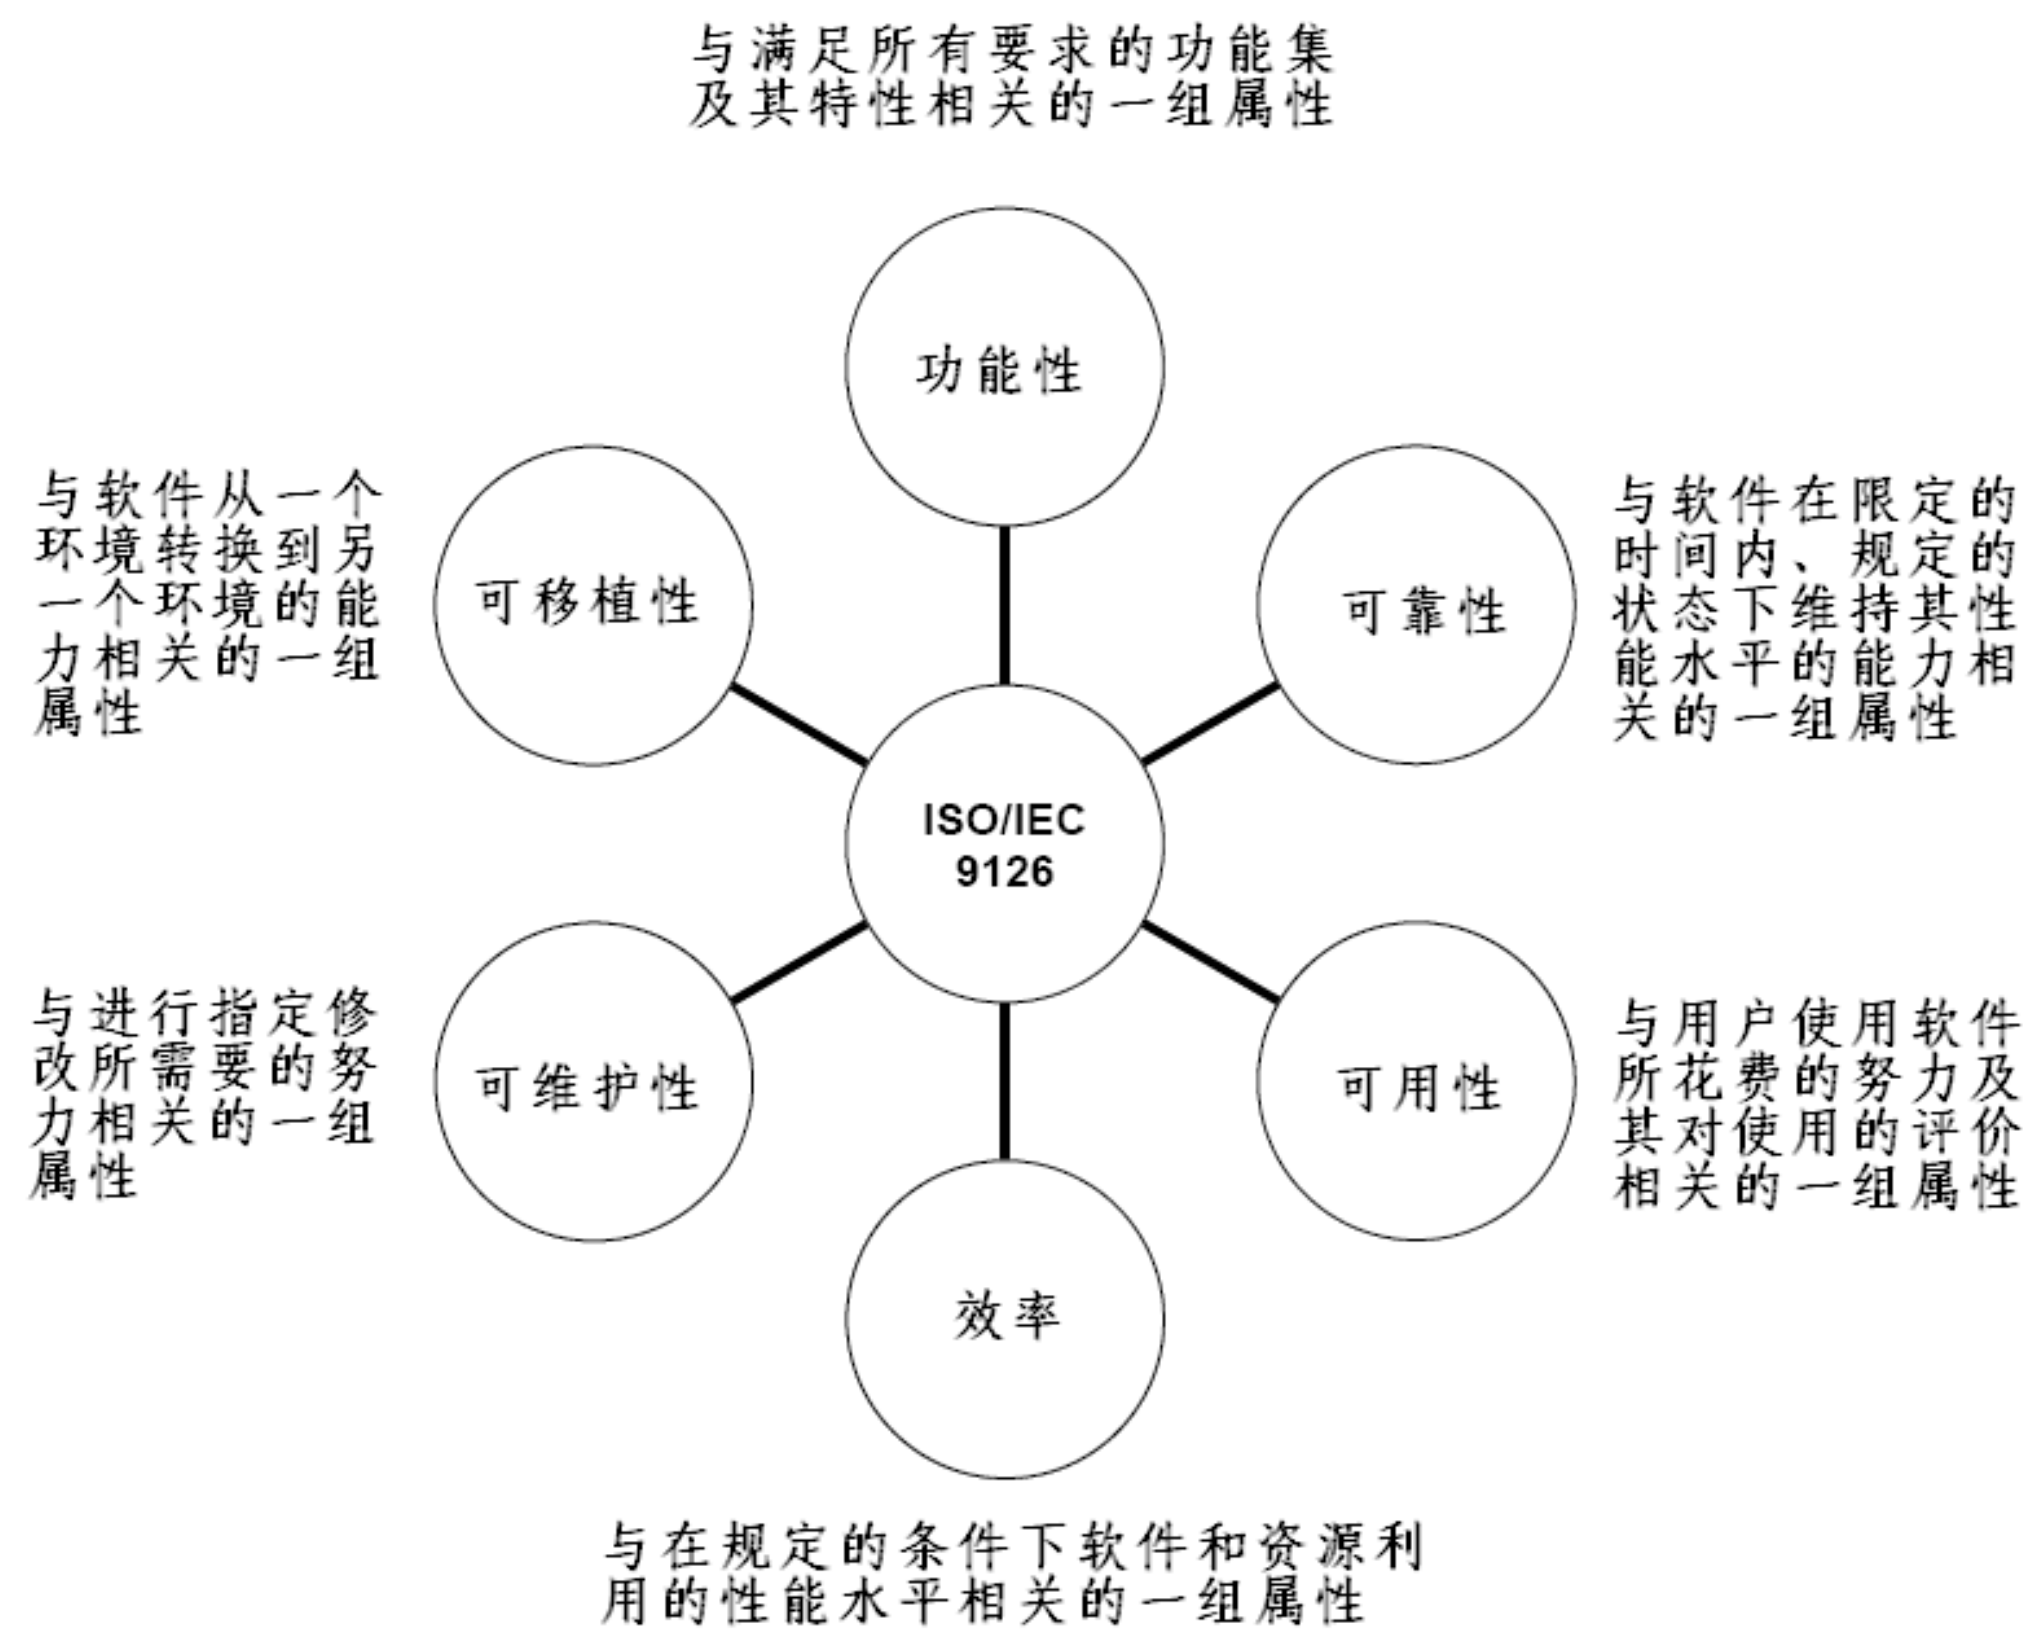 与满足所有要求的功能集
及其特性相关的一组属性
功能性
与软件从一个
环境转换到另
一个环境的能
力相关的一组
属性
可移植性
可靠性
与软件在限定的
时间内、规定的
状态下维持其性
能水平的能力相
关的一组属性
ISO/IEC
9126
与进行指定修
改所需要的努
力相关的一组
属性
可维护性
可用性
与用户使用软件
所花费的努力及
其对使用的评价
相关的一组属性
效率
与在规定的条件下软件和资源利
用的性能水平相关的一组属性